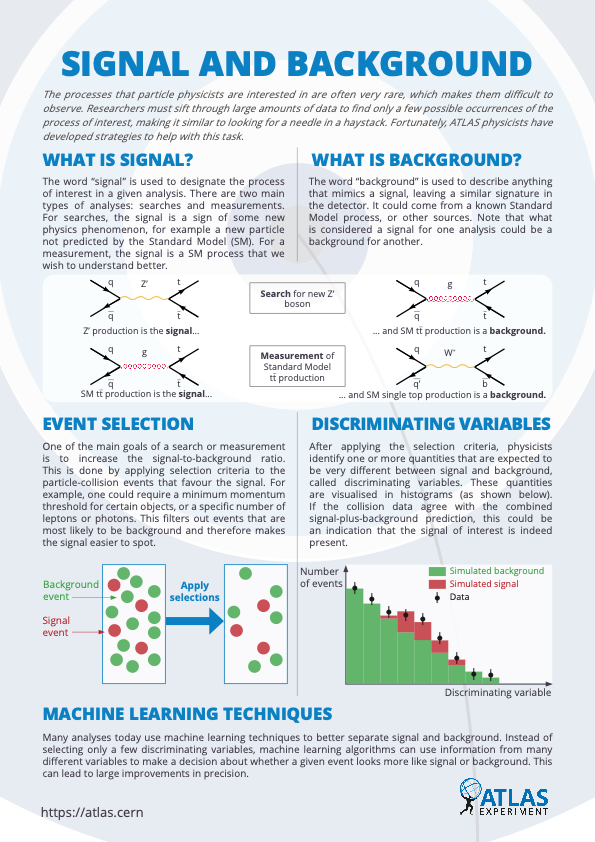 SIGNAL AND BACKGROUND
The processes that particle physicists are interested in are often very rare, which makes them difficult to
observe. Researchers must sift through large amounts of data to find only a few possible occurrences of the
process of interest, making it similar to looking for a needle in a haystack. Fortunately, ATLAS physicists have
developed strategies to help with this task.
WHAT IS SIGNAL?
The word “signal” is used to designate the process
of interest in a given analysis. There are two main
types of analyses: searches and measurements.
For searches, the signal is a sign of some new
physics phenomenon, for example a new particle
not predicted by the Standard Model (SM). For a
measurement, the signal is a SM process that we
wish to understand better.
WHAT IS BACKGROUND?
The word “background” is used to describe anything
that mimics a signal, leaving a similar signature in
the detector. It could come from a known Standard
Model process, or other sources. Note that what
is considered a signal for one analysis could be a
background for another.
q Z' t
q̅ t̅
Z' production is the signal...
Search for new Z'
boson
q g t
q̅ t̅
... and SM tt̅ production is a background.
q g t
q̅ t̅
SM tt̅ production is the signal...
Measurement of
Standard Model
tt̅ production
q W⁺ t
q̅' b̅
... and SM single top production is a background.
EVENT SELECTION
One of the main goals of a search or measurement
is to increase the signal-to-background ratio.
This is done by applying selection criteria to the
particle-collision events that favour the signal. For
example, one could require a minimum momentum
threshold for certain objects, or a specific number of
leptons or photons. This filters out events that are
most likely to be background and therefore makes
the signal easier to spot.
Background
event
Signal
event
Apply
selections
DISCRIMINATING VARIABLES
After applying the selection criteria, physicists
identify one or more quantities that are expected to
be very different between signal and background,
called discriminating variables. These quantities
are visualised in histograms (as shown below).
If the collision data agree with the combined
signal-plus-background prediction, this could be
an indication that the signal of interest is indeed
present.
Number
of events
Simulated background
Simulated signal
Data
Discriminating variable
MACHINE LEARNING TECHNIQUES
Many analyses today use machine learning techniques to better separate signal and background. Instead of
selecting only a few discriminating variables, machine learning algorithms can use information from many
different variables to make a decision about whether a given event looks more like signal or background. This
can lead to large improvements in precision.
https://atlas.cern
ATLAS
EXPERIMENT